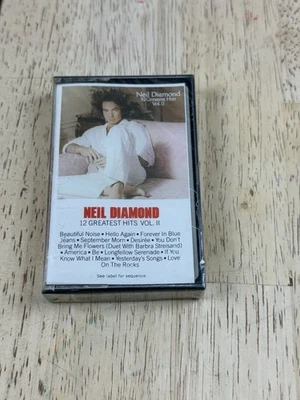 Neil Diamond
12 Greatest Hits
Vol. II
NEIL DIAMOND
12 GREATEST HITS VOL. II
Beautiful Noise • Hello Again • Forever In Blue
Jeans • September Morn • Desirée • You Don't
Bring Me Flowers (Duet With Barbra Streisand)
• America • Be • Longfellow Serenade • If You
Know What I Mean • Yesterday's Songs • Love
On The Rocks
See label for sequence